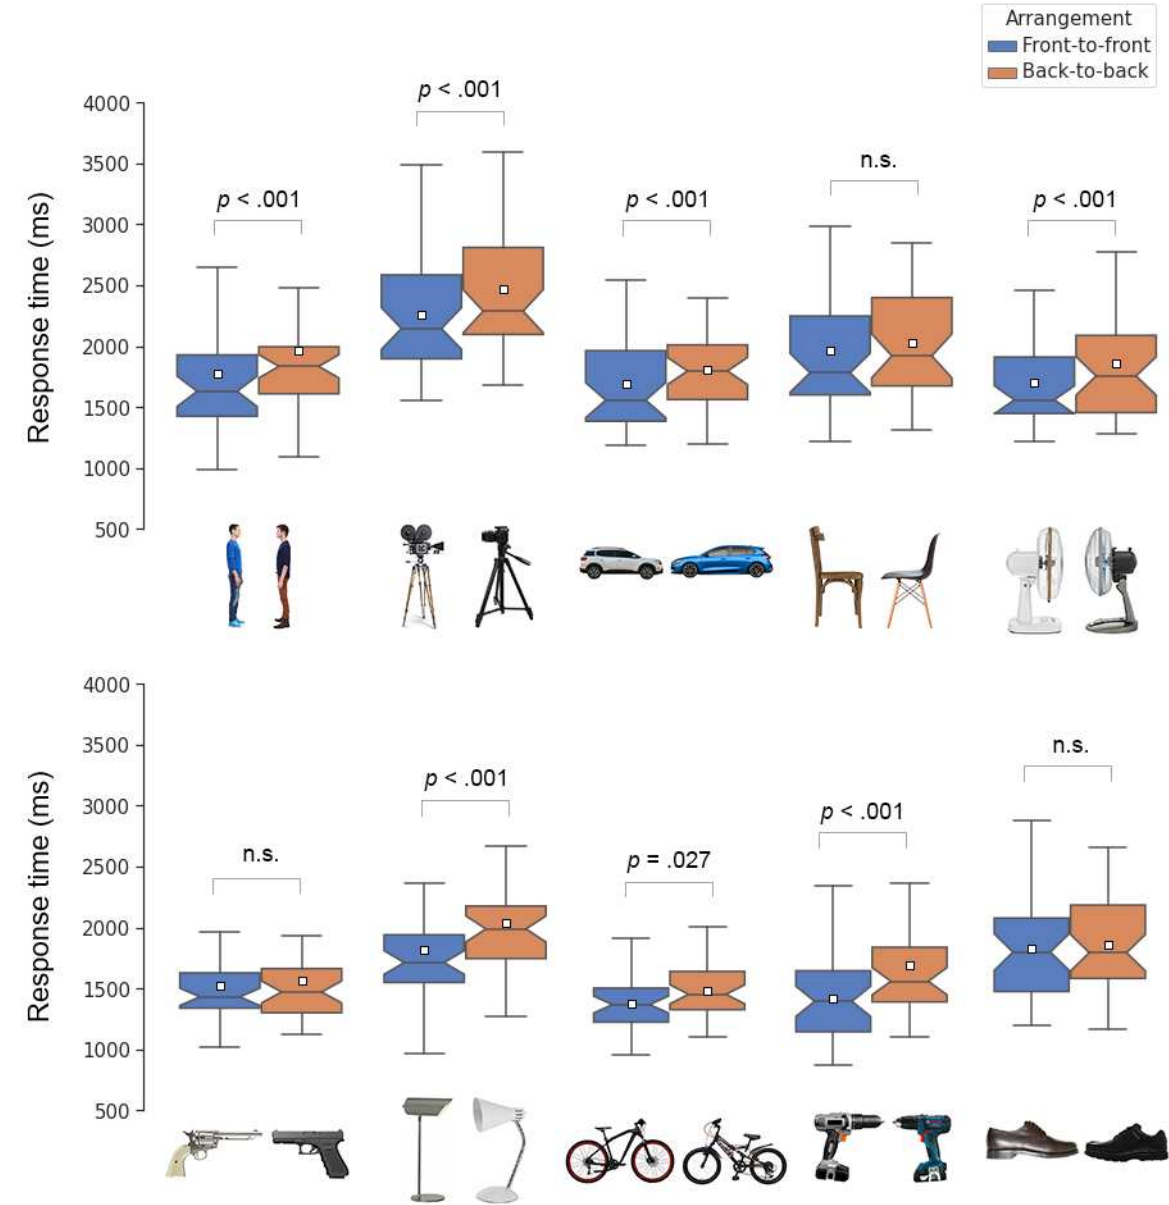 Arrangement
Front-to-front
Back-to-back
Response time (ms)
4000
3500
3000
2500
2000
1500
1000
500
p < .001
p < .001
p < .001
n.s.
p < .001
Response time (ms)
4000
3500
3000
2500
2000
1500
1000
500
n.s.
p < .001
p = .027
p < .001
n.s.